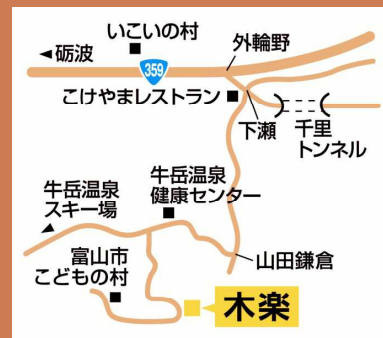 いこいの村
◀砺波
359
外輪野
こけやまレストラン
下瀬
千里
トンネル
牛岳温泉
スキー場
牛岳温泉
健康センター
富山市
こどもの村
山田鎌倉
木楽